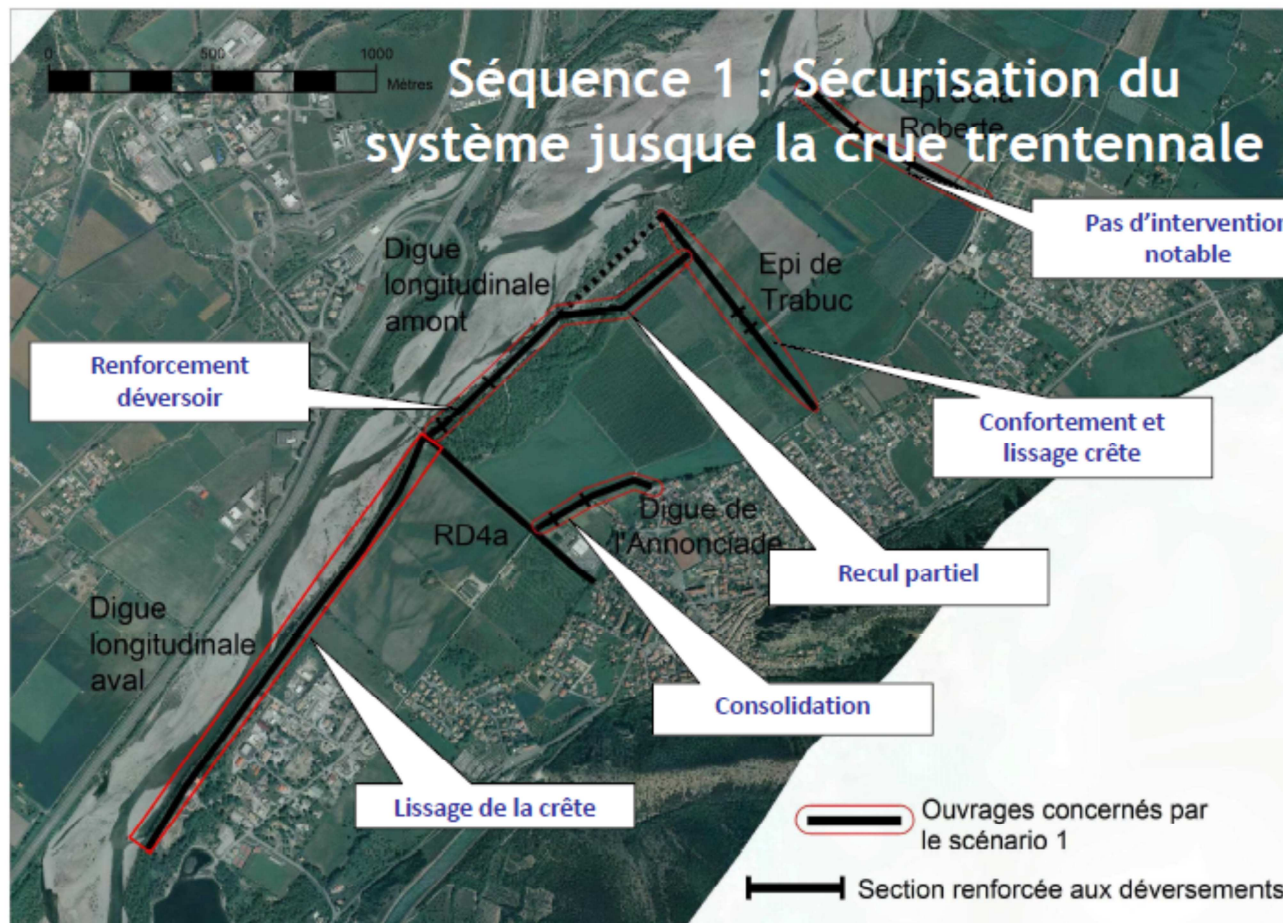 0 500 1000
Mètres
Séquence 1 : Sécurisation du
système jusque la crue trentennale
Epi de la
Roberte
Pas d'intervention
notable
Digue
longitudinale
amont
Epi de
Trabuc
Renforcement
déversoir
Confortement et
lissage crête
RD4a
Digue de
l'Annonciade
Recul partiel
Digue
longitudinale
aval
Consolidation
Lissage de la crête
Ouvrages concernés par
le scénario 1
Section renforcée aux déversements